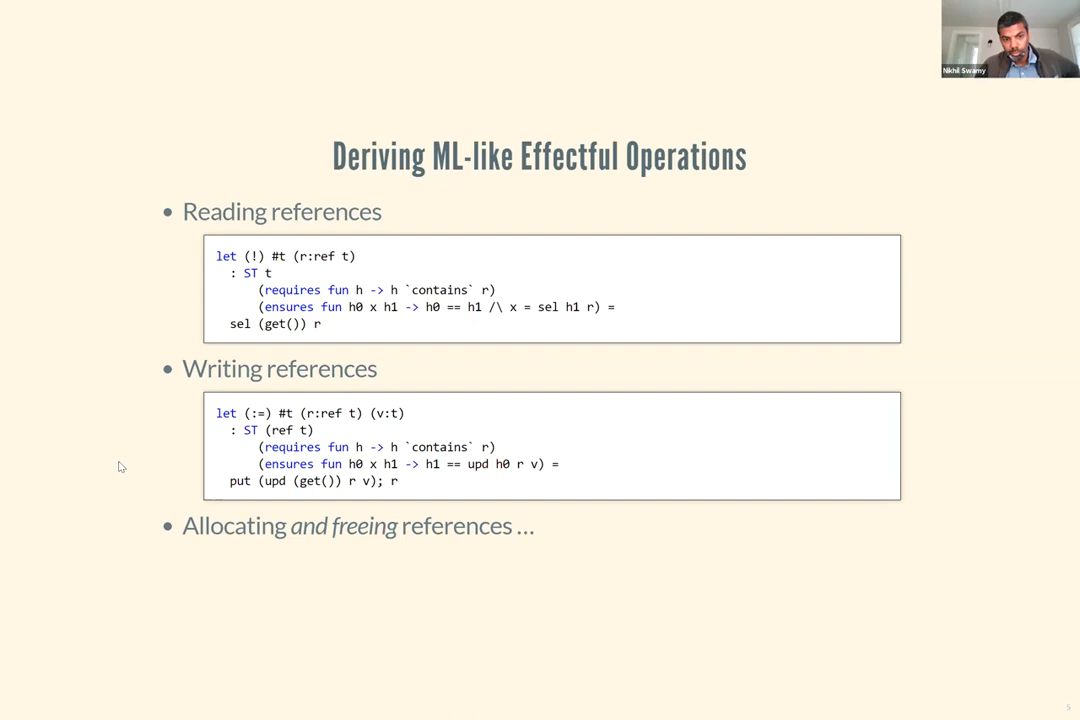 Nikhil Swamy
Deriving ML-like Effectful Operations
• Reading references
let (!) #t (r:ref t)
  : ST t
      (requires fun h -> h `contains` r)
      (ensures fun h0 x h1 -> h0 == h1 /\ x = sel h1 r) =
  sel (get()) r
• Writing references
let (:=) #t (r:ref t) (v:t)
  : ST (ref t)
      (requires fun h -> h `contains` r)
      (ensures fun h0 x h1 -> h1 == upd h0 r v) =
  put (upd (get()) r v); r
• Allocating and freeing references ...
5